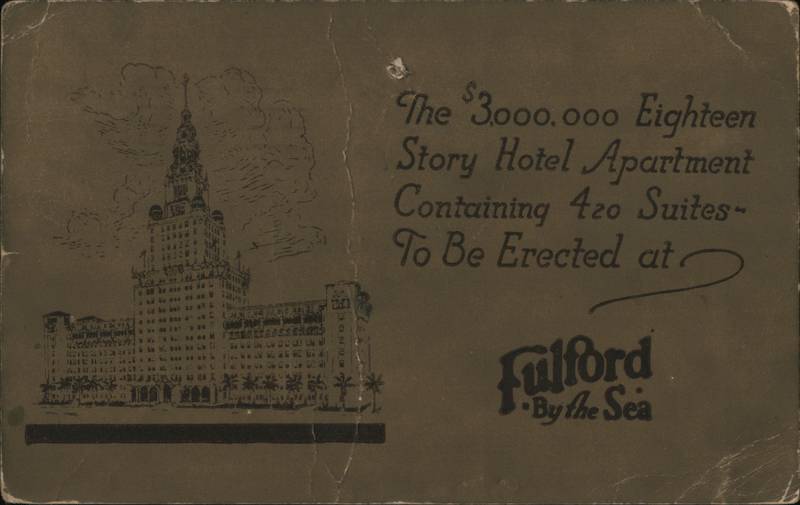 The $3,000,000 Eighteen
Story Hotel Apartment
Containing 420 Suites-
To Be Erected at
Fulford
·By the Sea